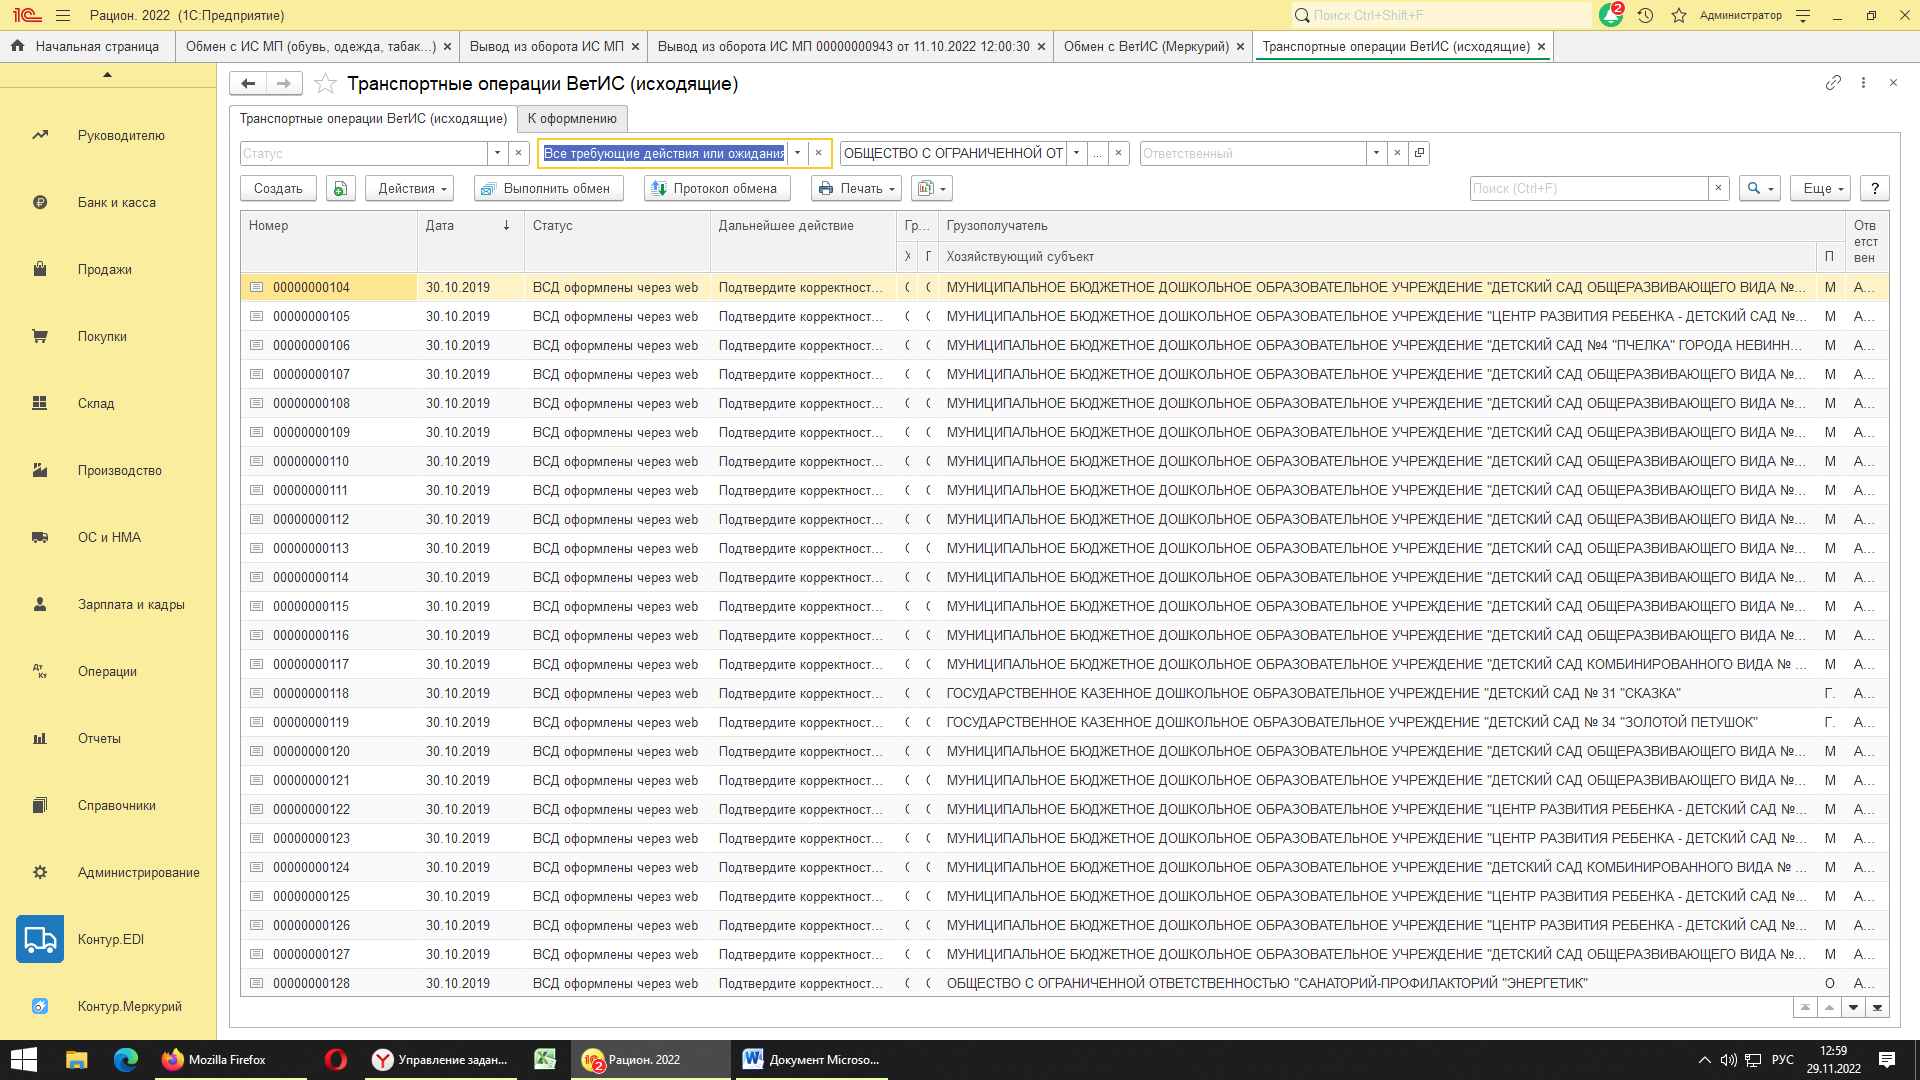 Рацион. 2022 (1С:Предприятие)
Поиск Ctrl+Shift+F
2
Администратор
Начальная страница
Обмен с ИС МП (обувь, одежда, табак...)
Вывод из оборота ИС МП
Вывод из оборота ИС МП 00000000943 от 11.10.2022 12:00:30
Обмен с ВетИС (Меркурий)
Транспортные операции ВетИС (исходящие)
Руководителю
Банк и касса
Продажи
Покупки
Склад
Производство
ОС и НМА
Зарплата и кадры
Операции
Отчеты
Справочники
Администрирование
Контур.EDI
Контур.Меркурий
Транспортные операции ВетИС (исходящие)
Транспортные операции ВетИС (исходящие)
К оформлению
Статус
Все требующие действия или ожидания
ОБЩЕСТВО С ОГРАНИЧЕННОЙ ОТ
Ответственный
Создать
Действия
Выполнить обмен
Протокол обмена
Печать
Поиск (Ctrl+F)
Еще
?
Номер Дата Статус Дальнейшее действие Гр... Грузополучатель Отв етст вен
Х Г Хозяйствующий субъект П
00000000104 30.10.2019 ВСД оформлены через web Подтвердите корректност... МУНИЦИПАЛЬНОЕ БЮДЖЕТНОЕ ДОШКОЛЬНОЕ ОБРАЗОВАТЕЛЬНОЕ УЧРЕЖДЕНИЕ "ДЕТСКИЙ САД ОБЩЕРАЗВИВАЮЩЕГО ВИДА №... М А...
00000000105 30.10.2019 ВСД оформлены через web Подтвердите корректност... МУНИЦИПАЛЬНОЕ БЮДЖЕТНОЕ ДОШКОЛЬНОЕ ОБРАЗОВАТЕЛЬНОЕ УЧРЕЖДЕНИЕ "ЦЕНТР РАЗВИТИЯ РЕБЕНКА - ДЕТСКИЙ САД №... М А...
00000000106 30.10.2019 ВСД оформлены через web Подтвердите корректност... МУНИЦИПАЛЬНОЕ БЮДЖЕТНОЕ ДОШКОЛЬНОЕ ОБРАЗОВАТЕЛЬНОЕ УЧРЕЖДЕНИЕ "ДЕТСКИЙ САД №4 "ПЧЕЛКА" ГОРОДА НЕВИНН... М А...
00000000107 30.10.2019 ВСД оформлены через web Подтвердите корректност... МУНИЦИПАЛЬНОЕ БЮДЖЕТНОЕ ДОШКОЛЬНОЕ ОБРАЗОВАТЕЛЬНОЕ УЧРЕЖДЕНИЕ "ДЕТСКИЙ САД ОБЩЕРАЗВИВАЮЩЕГО ВИДА №... М А...
00000000108 30.10.2019 ВСД оформлены через web Подтвердите корректност... МУНИЦИПАЛЬНОЕ БЮДЖЕТНОЕ ДОШКОЛЬНОЕ ОБРАЗОВАТЕЛЬНОЕ УЧРЕЖДЕНИЕ "ДЕТСКИЙ САД ОБЩЕРАЗВИВАЮЩЕГО ВИДА №... М А...
00000000109 30.10.2019 ВСД оформлены через web Подтвердите корректност... МУНИЦИПАЛЬНОЕ БЮДЖЕТНОЕ ДОШКОЛЬНОЕ ОБРАЗОВАТЕЛЬНОЕ УЧРЕЖДЕНИЕ "ДЕТСКИЙ САД ОБЩЕРАЗВИВАЮЩЕГО ВИДА №... М А...
00000000110 30.10.2019 ВСД оформлены через web Подтвердите корректност... МУНИЦИПАЛЬНОЕ БЮДЖЕТНОЕ ДОШКОЛЬНОЕ ОБРАЗОВАТЕЛЬНОЕ УЧРЕЖДЕНИЕ "ДЕТСКИЙ САД ОБЩЕРАЗВИВАЮЩЕГО ВИДА №... М А...
00000000111 30.10.2019 ВСД оформлены через web Подтвердите корректност... МУНИЦИПАЛЬНОЕ БЮДЖЕТНОЕ ДОШКОЛЬНОЕ ОБРАЗОВАТЕЛЬНОЕ УЧРЕЖДЕНИЕ "ДЕТСКИЙ САД ОБЩЕРАЗВИВАЮЩЕГО ВИДА №... М А...
00000000112 30.10.2019 ВСД оформлены через web Подтвердите корректност... МУНИЦИПАЛЬНОЕ БЮДЖЕТНОЕ ДОШКОЛЬНОЕ ОБРАЗОВАТЕЛЬНОЕ УЧРЕЖДЕНИЕ "ДЕТСКИЙ САД ОБЩЕРАЗВИВАЮЩЕГО ВИДА №... М А...
00000000113 30.10.2019 ВСД оформлены через web Подтвердите корректност... МУНИЦИПАЛЬНОЕ БЮДЖЕТНОЕ ДОШКОЛЬНОЕ ОБРАЗОВАТЕЛЬНОЕ УЧРЕЖДЕНИЕ "ДЕТСКИЙ САД ОБЩЕРАЗВИВАЮЩЕГО ВИДА №... М А...
00000000114 30.10.2019 ВСД оформлены через web Подтвердите корректност... МУНИЦИПАЛЬНОЕ БЮДЖЕТНОЕ ДОШКОЛЬНОЕ ОБРАЗОВАТЕЛЬНОЕ УЧРЕЖДЕНИЕ "ДЕТСКИЙ САД ОБЩЕРАЗВИВАЮЩЕГО ВИДА №... М А...
00000000115 30.10.2019 ВСД оформлены через web Подтвердите корректност... МУНИЦИПАЛЬНОЕ БЮДЖЕТНОЕ ДОШКОЛЬНОЕ ОБРАЗОВАТЕЛЬНОЕ УЧРЕЖДЕНИЕ "ДЕТСКИЙ САД ОБЩЕРАЗВИВАЮЩЕГО ВИДА №... М А...
00000000116 30.10.2019 ВСД оформлены через web Подтвердите корректност... МУНИЦИПАЛЬНОЕ БЮДЖЕТНОЕ ДОШКОЛЬНОЕ ОБРАЗОВАТЕЛЬНОЕ УЧРЕЖДЕНИЕ "ДЕТСКИЙ САД ОБЩЕРАЗВИВАЮЩЕГО ВИДА №... М А...
00000000117 30.10.2019 ВСД оформлены через web Подтвердите корректност... МУНИЦИПАЛЬНОЕ БЮДЖЕТНОЕ ДОШКОЛЬНОЕ ОБРАЗОВАТЕЛЬНОЕ УЧРЕЖДЕНИЕ "ДЕТСКИЙ САД КОМБИНИРОВАННОГО ВИДА № ... М А...
00000000118 30.10.2019 ВСД оформлены через web Подтвердите корректност... ГОСУДАРСТВЕННОЕ КАЗЕННОЕ ДОШКОЛЬНОЕ ОБРАЗОВАТЕЛЬНОЕ УЧРЕЖДЕНИЕ "ДЕТСКИЙ САД № 31 "СКАЗКА" Г. А...
00000000119 30.10.2019 ВСД оформлены через web Подтвердите корректност... ГОСУДАРСТВЕННОЕ КАЗЕННОЕ ДОШКОЛЬНОЕ ОБРАЗОВАТЕЛЬНОЕ УЧРЕЖДЕНИЕ "ДЕТСКИЙ САД № 34 "ЗОЛОТОЙ ПЕТУШОК" Г. А...
00000000120 30.10.2019 ВСД оформлены через web Подтвердите корректност... МУНИЦИПАЛЬНОЕ БЮДЖЕТНОЕ ДОШКОЛЬНОЕ ОБРАЗОВАТЕЛЬНОЕ УЧРЕЖДЕНИЕ "ДЕТСКИЙ САД ОБЩЕРАЗВИВАЮЩЕГО ВИДА №... М А...
00000000121 30.10.2019 ВСД оформлены через web Подтвердите корректност... МУНИЦИПАЛЬНОЕ БЮДЖЕТНОЕ ДОШКОЛЬНОЕ ОБРАЗОВАТЕЛЬНОЕ УЧРЕЖДЕНИЕ "ДЕТСКИЙ САД ОБЩЕРАЗВИВАЮЩЕГО ВИДА №... М А...
00000000122 30.10.2019 ВСД оформлены через web Подтвердите корректност... МУНИЦИПАЛЬНОЕ БЮДЖЕТНОЕ ДОШКОЛЬНОЕ ОБРАЗОВАТЕЛЬНОЕ УЧРЕЖДЕНИЕ "ЦЕНТР РАЗВИТИЯ РЕБЕНКА - ДЕТСКИЙ САД №... М А...
00000000123 30.10.2019 ВСД оформлены через web Подтвердите корректност... МУНИЦИПАЛЬНОЕ БЮДЖЕТНОЕ ДОШКОЛЬНОЕ ОБРАЗОВАТЕЛЬНОЕ УЧРЕЖДЕНИЕ "ЦЕНТР РАЗВИТИЯ РЕБЕНКА - ДЕТСКИЙ САД №... М А...
00000000124 30.10.2019 ВСД оформлены через web Подтвердите корректност... МУНИЦИПАЛЬНОЕ БЮДЖЕТНОЕ ДОШКОЛЬНОЕ ОБРАЗОВАТЕЛЬНОЕ УЧРЕЖДЕНИЕ "ДЕТСКИЙ САД КОМБИНИРОВАННОГО ВИДА № ... М А...
00000000125 30.10.2019 ВСД оформлены через web Подтвердите корректност... МУНИЦИПАЛЬНОЕ БЮДЖЕТНОЕ ДОШКОЛЬНОЕ ОБРАЗОВАТЕЛЬНОЕ УЧРЕЖДЕНИЕ "ЦЕНТР РАЗВИТИЯ РЕБЕНКА - ДЕТСКИЙ САД №... М А...
00000000126 30.10.2019 ВСД оформлены через web Подтвердите корректност... МУНИЦИПАЛЬНОЕ БЮДЖЕТНОЕ ДОШКОЛЬНОЕ ОБРАЗОВАТЕЛЬНОЕ УЧРЕЖДЕНИЕ "ЦЕНТР РАЗВИТИЯ РЕБЕНКА - ДЕТСКИЙ САД №... М А...
00000000127 30.10.2019 ВСД оформлены через web Подтвердите корректност... МУНИЦИПАЛЬНОЕ БЮДЖЕТНОЕ ДОШКОЛЬНОЕ ОБРАЗОВАТЕЛЬНОЕ УЧРЕЖДЕНИЕ "ДЕТСКИЙ САД ОБЩЕРАЗВИВАЮЩЕГО ВИДА №... М А...
00000000128 30.10.2019 ВСД оформлены через web Подтвердите корректност... ОБЩЕСТВО С ОГРАНИЧЕННОЙ ОТВЕТСТВЕННОСТЬЮ "САНАТОРИЙ-ПРОФИЛАКТОРИЙ "ЭНЕРГЕТИК" О. А...
Mozilla Firefox
Управление задан...
Рацион. 2022
Документ Microso...
РУС
12:59
29.11.2022